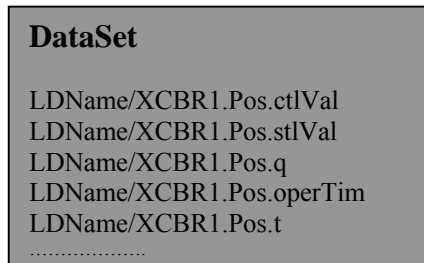 DataSet
LDName/XCBR1.Pos.ctlVal
LDName/XCBR1.Pos.stlVal
LDName/XCBR1.Pos.q
LDName/XCBR1.Pos.operTim
LDName/XCBR1.Pos.t
...................